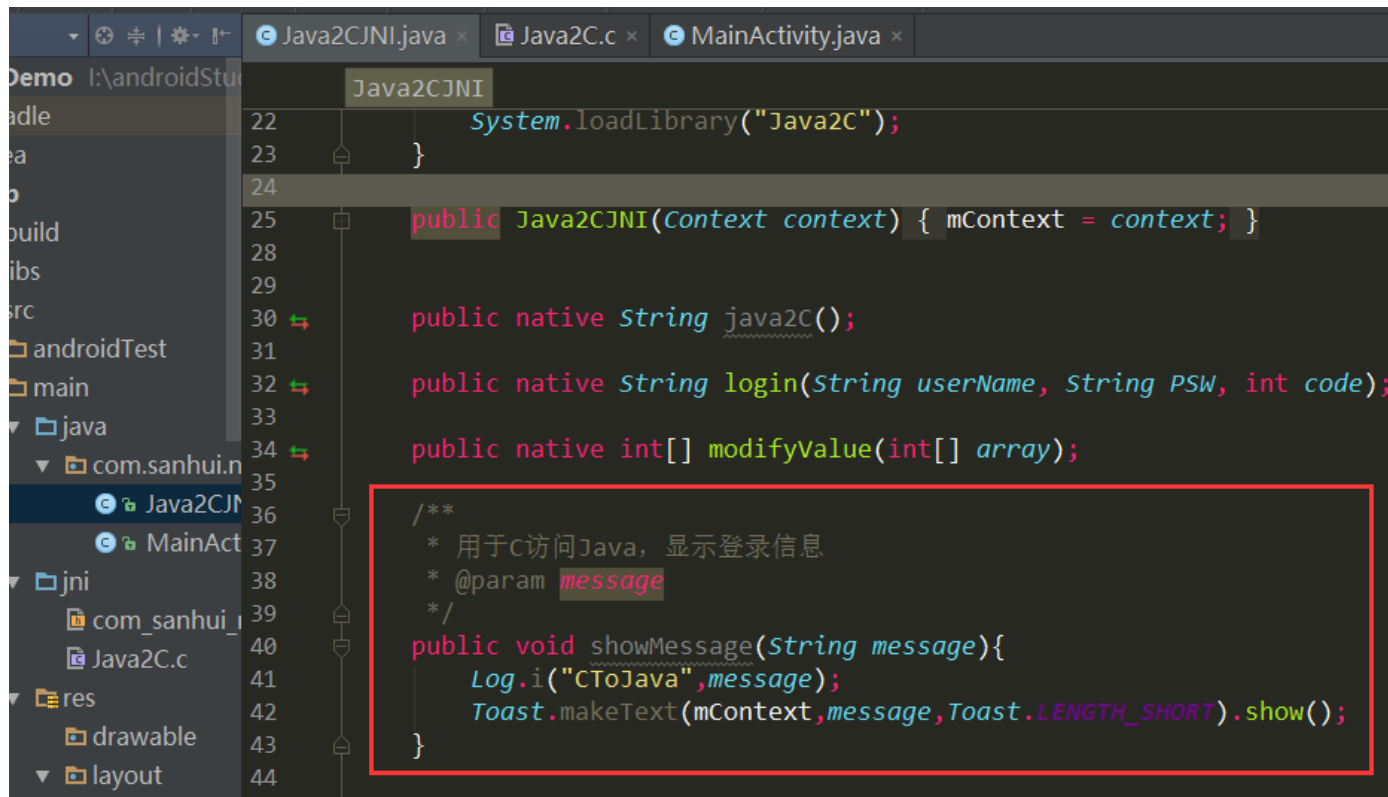 Java2CJNI.java × Java2C.c × MainActivity.java ×
Demo I:\androidStu
Java2CJNI
adle
ea
build
ibs
src
androidTest
main
java
com.sanhui.n
Java2CJN
MainAct
jni
com_sanhui_
Java2C.c
res
drawable
layout
22 System.loadLibrary("Java2C");
23 }
24
25 public Java2CJNI(Context context) { mContext = context; }
28
29
30 public native String java2C();
31
32 public native String login(String userName, String PSW, int code);
33
34 public native int[] modifyValue(int[] array);
35
36 /**
37 * 用于C访问Java，显示登录信息
38 * @param message
39 */
40 public void showMessage(String message){
41 Log.i("CToJava",message);
42 Toast.makeText(mContext,message,Toast.LENGTH_SHORT).show();
43 }
44